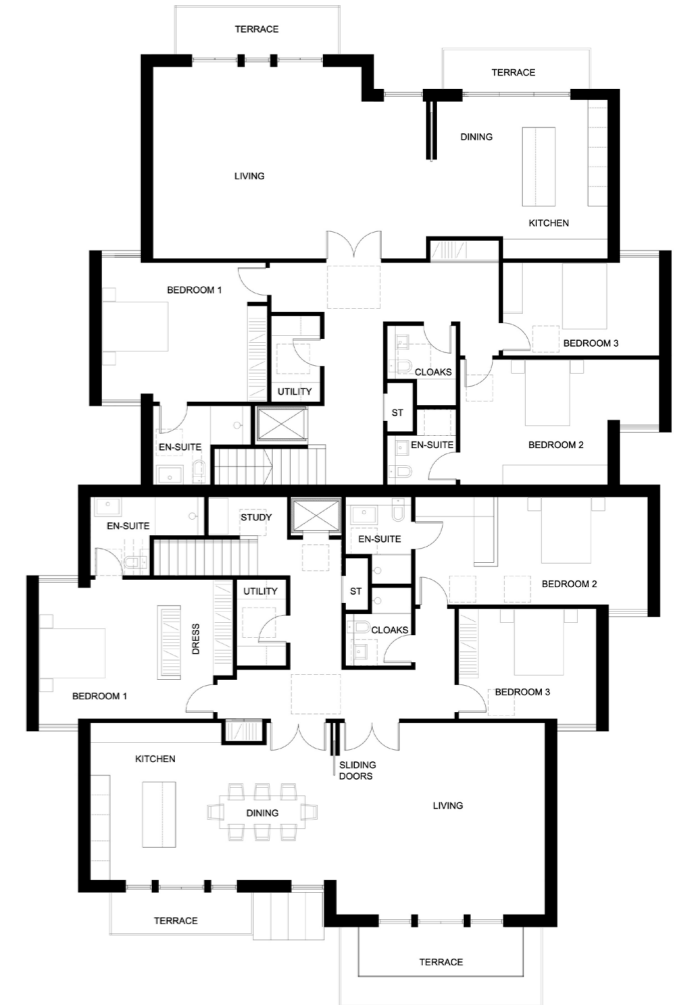 TERRACE
TERRACE
DINING
LIVING
KITCHEN
BEDROOM 1
BEDROOM 3
CLOAKS
UTILITY
ST
EN-SUITE
EN-SUITE
BEDROOM 2
STUDY
EN-SUITE
EN-SUITE
BEDROOM 2
UTILITY
ST
CLOAKS
DRESS
BEDROOM 1
BEDROOM 3
KITCHEN
SLIDING
DOORS
LIVING
DINING
TERRACE
TERRACE